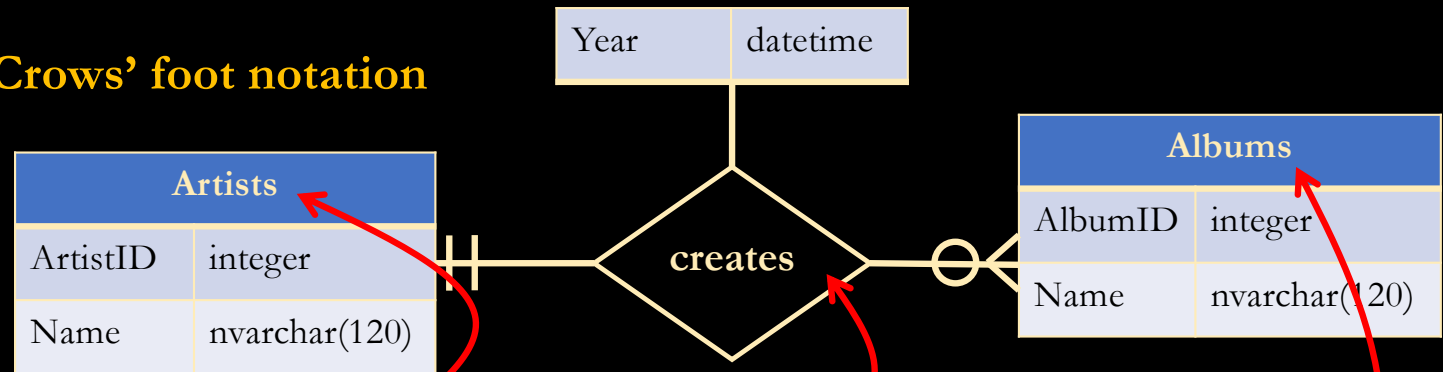 Crows’ foot notation
Year datetime
Artists
ArtistID integer
Name nvarchar(120)
creates
Albums
AlbumID integer
Name nvarchar(120)